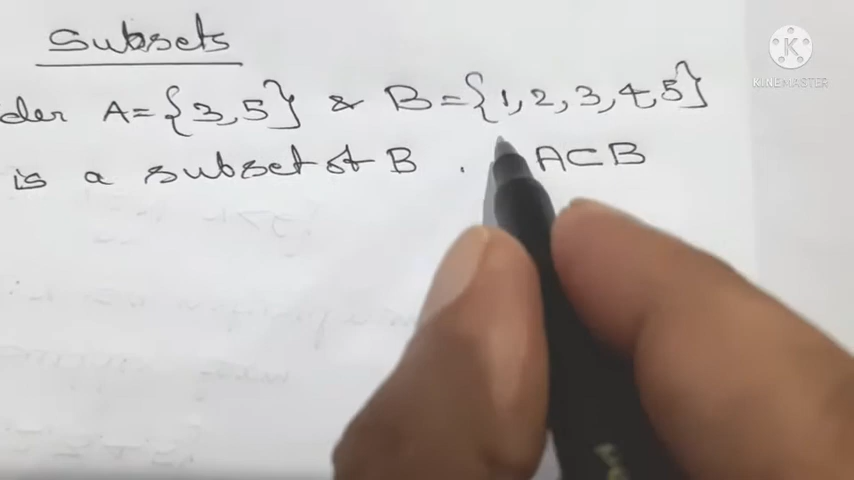 Subsets
der A = {3,5} & B = {1,2,3,4,5}
is a subset of B . A⊂B
K
KINEMASTER